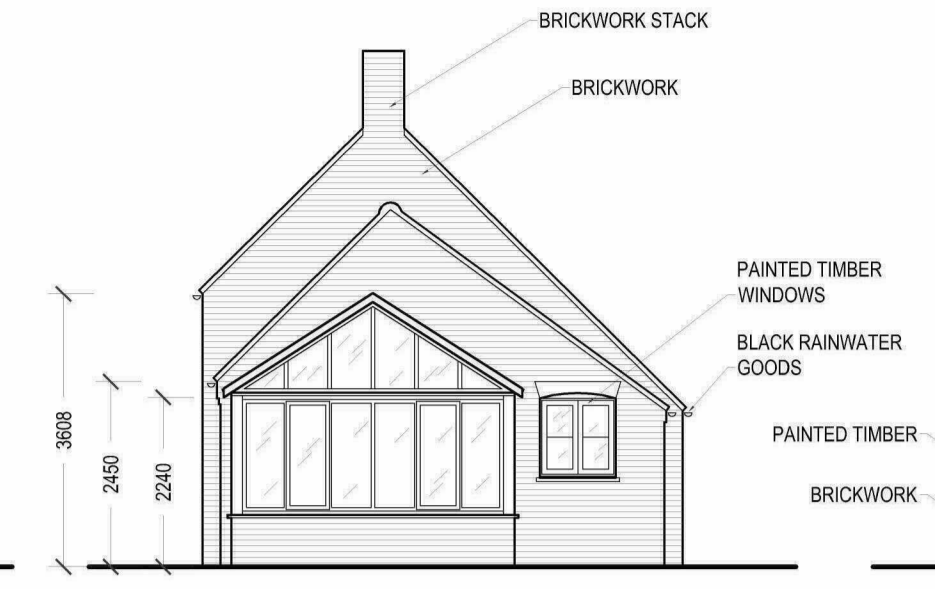 BRICKWORK STACK
BRICKWORK
PAINTED TIMBER
WINDOWS
BLACK RAINWATER
GOODS
PAINTED TIMBER
BRICKWORK
3608
2450
2240